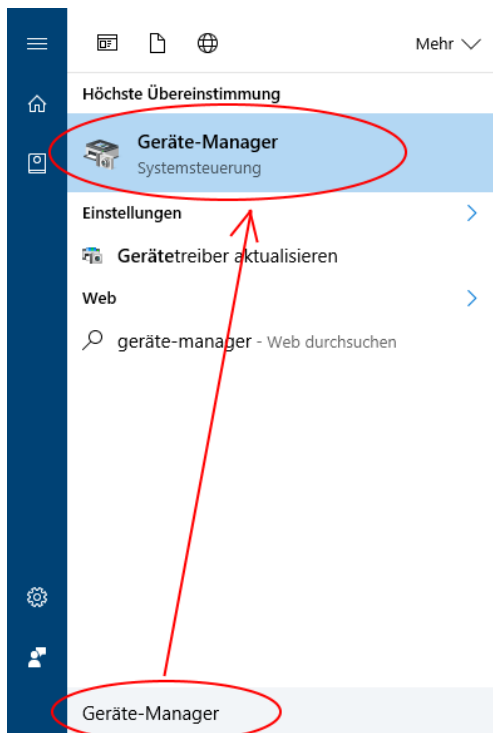 Mehr
Höchste Übereinstimmung
Geräte-Manager
Systemsteuerung
Einstellungen
Gerätetreiber aktualisieren
Web
geräte-manager - Web durchsuchen
Geräte-Manager